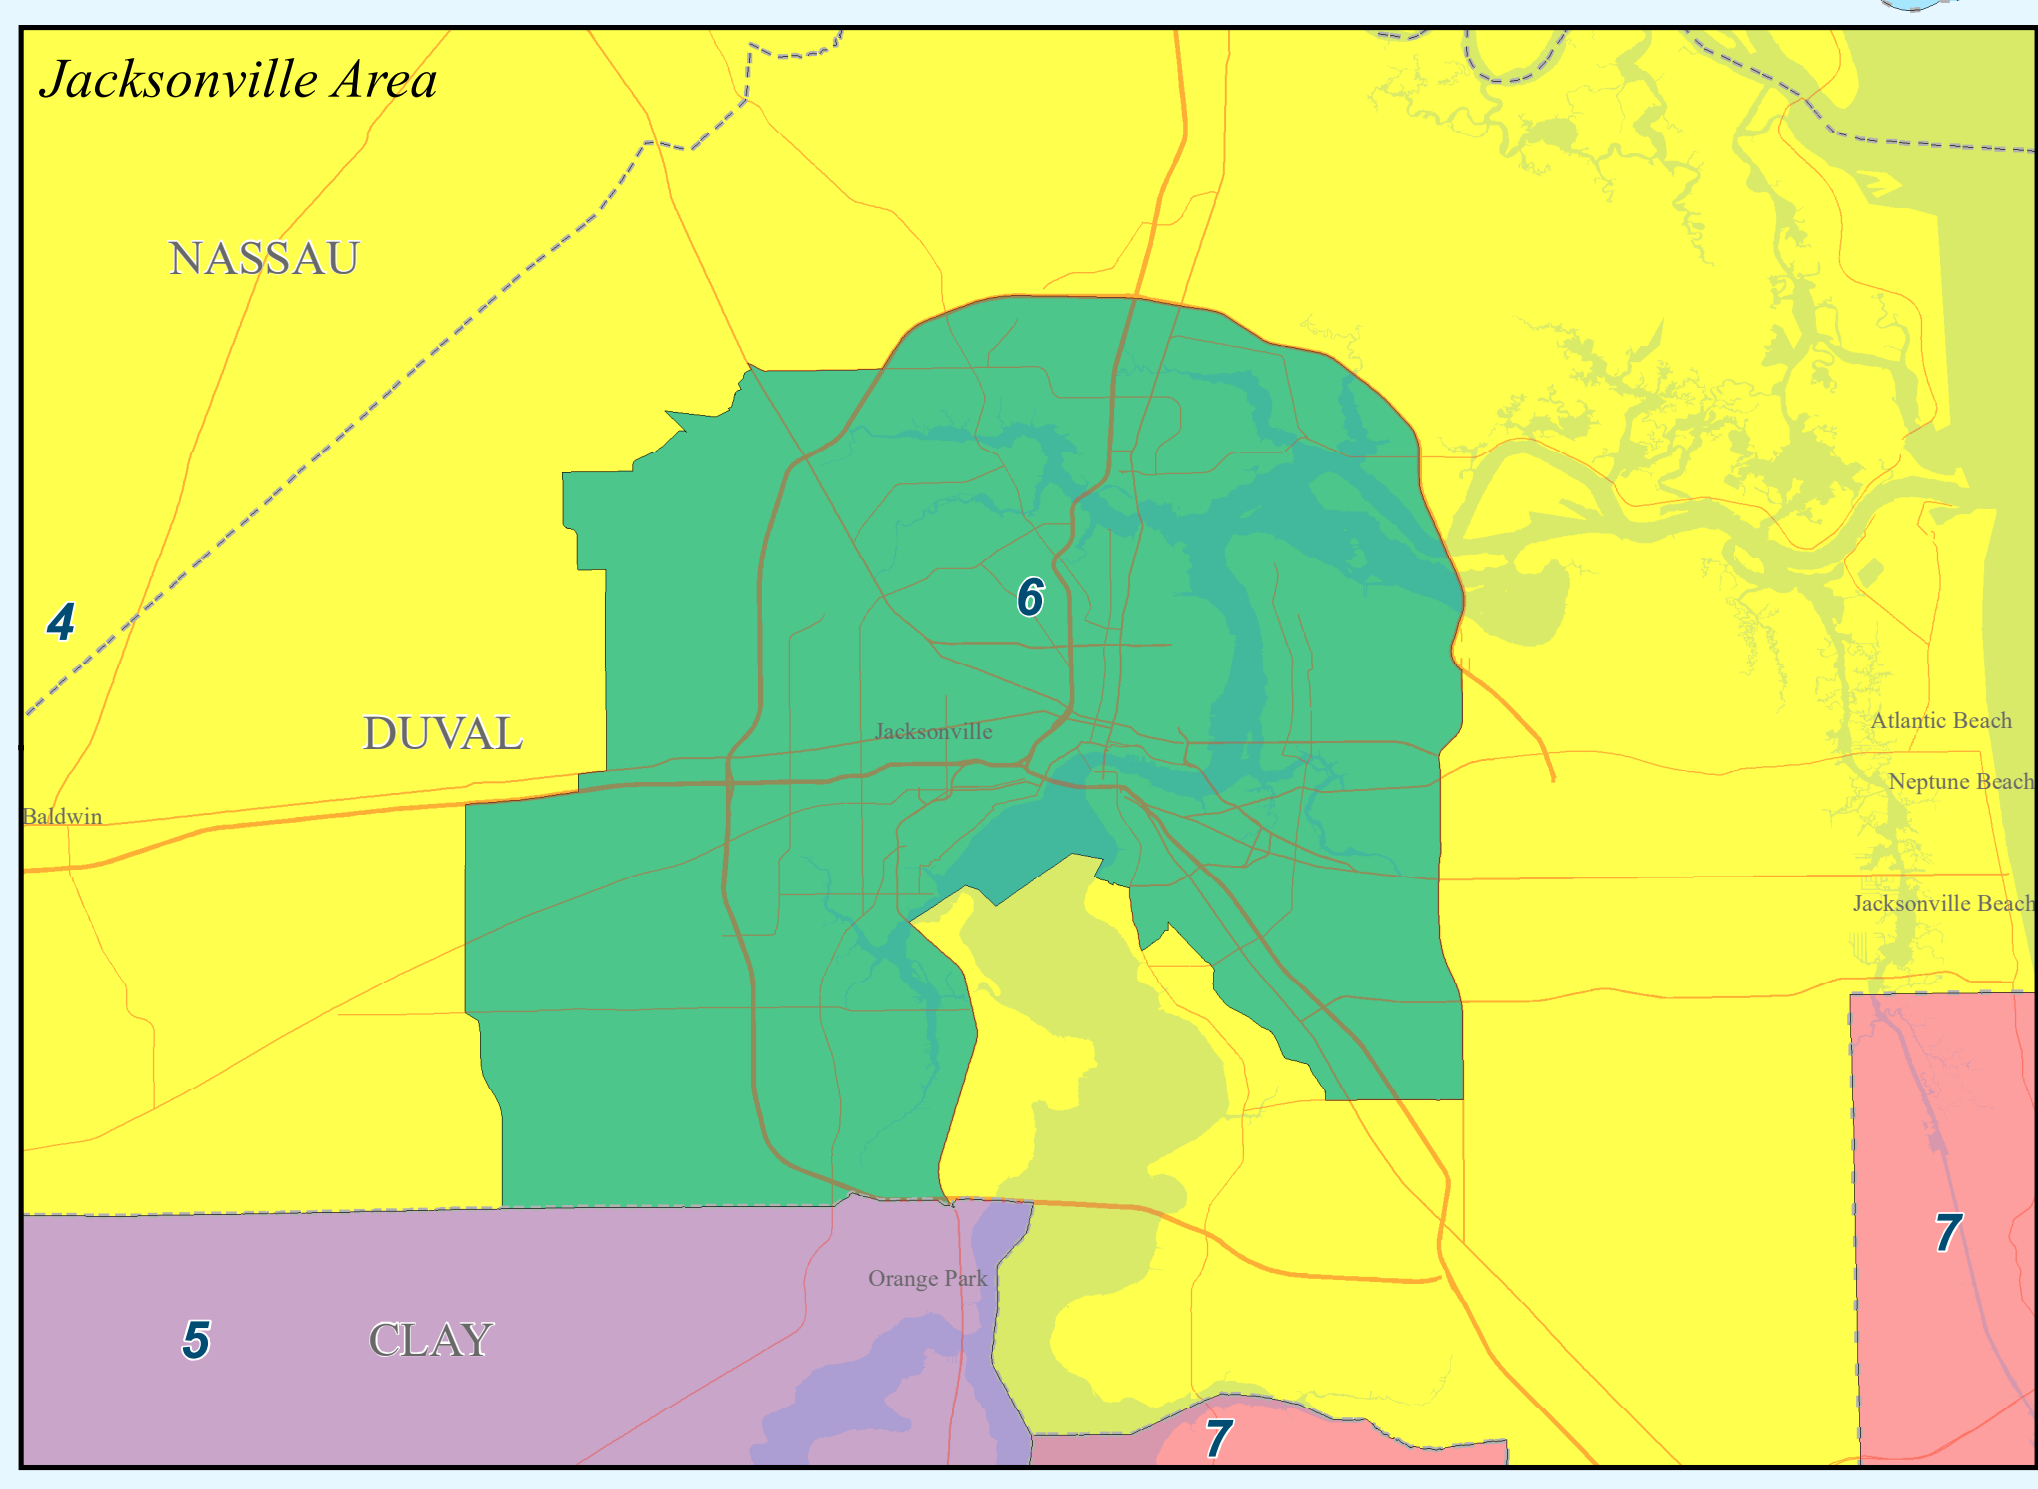 Jacksonville Area
NASSAU
6
4
Atlantic Beach
Jacksonville
DUVAL
Neptune Beach
Baldwin
Jacksonville Beach
7
Orange Park
5
CLAY
7